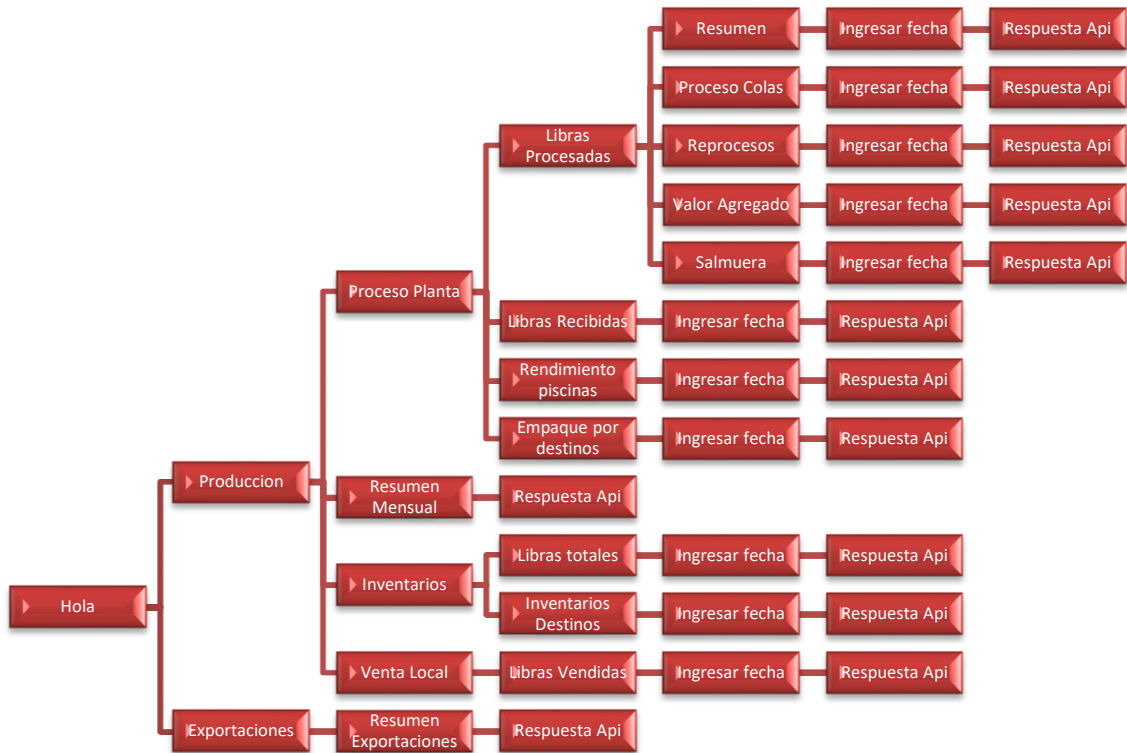 Resumen
Ingresar fecha
Respuesta Api
Proceso Colas
Ingresar fecha
Respuesta Api
Libras
Procesadas
Reprocesos
Ingresar fecha
Respuesta Api
Valor Agregado
Ingresar fecha
Respuesta Api
Salmuera
Ingresar fecha
Respuesta Api
Proceso Planta
Libras Recibidas
Ingresar fecha
Respuesta Api
Rendimiento
piscinas
Ingresar fecha
Respuesta Api
Empaque por
destinos
Ingresar fecha
Respuesta Api
Produccion
Resumen
Mensual
Respuesta Api
Libras totales
Ingresar fecha
Respuesta Api
Inventarios
Hola
Inventarios
Destinos
Ingresar fecha
Respuesta Api
Venta Local
Libras Vendidas
Ingresar fecha
Respuesta Api
Exportaciones
Resumen
Exportaciones
Respuesta Api